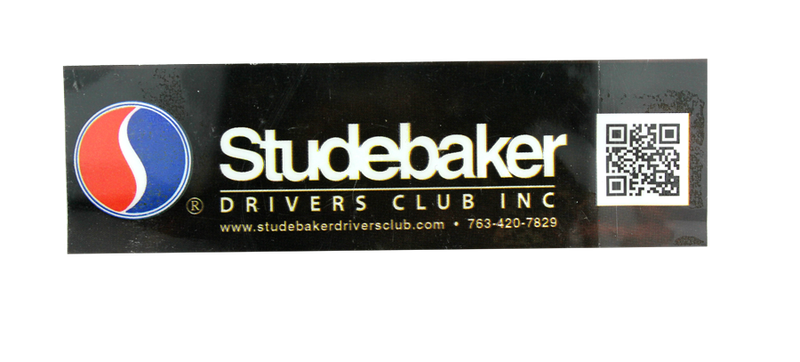 Studebaker
®
DRIVERS CLUB INC
www.studebakerdriversclub.com • 763-420-7829